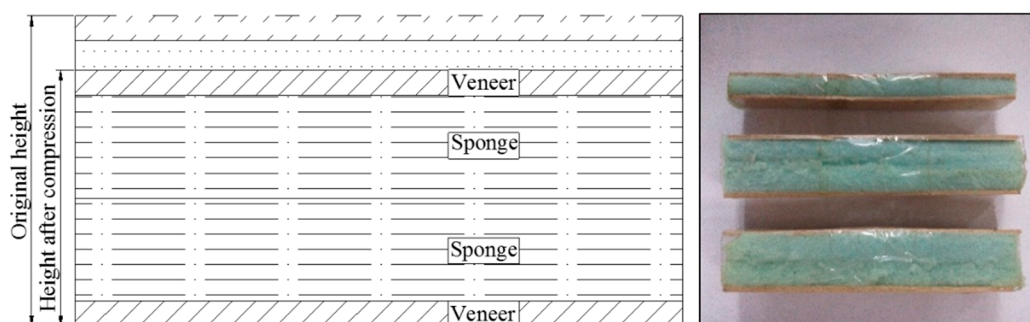 Original height
Height after compression
Veneer
Sponge
Sponge
Veneer